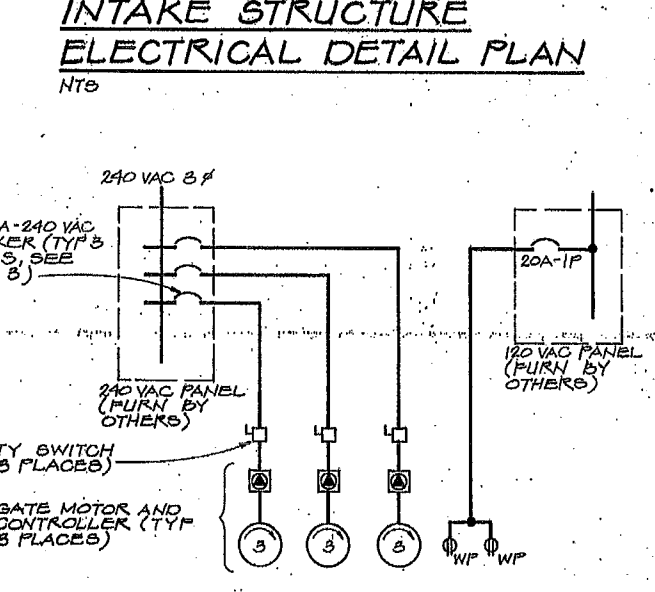 INTAKE STRUCTURE
ELECTRICAL DETAIL PLAN
NTS
240 VAC 3 Ø
A-240 VAC
KER (TYP 3
S, SEE
3)
20A-1P
240 VAC PANEL
(FURN BY
OTHERS)
120 VAC PANEL
(FURN BY
OTHERS)
TY SWITCH
3 PLACES)
GATE MOTOR AND
CONTROLLER (TYP
3 PLACES)
3
3
3
WP
WP